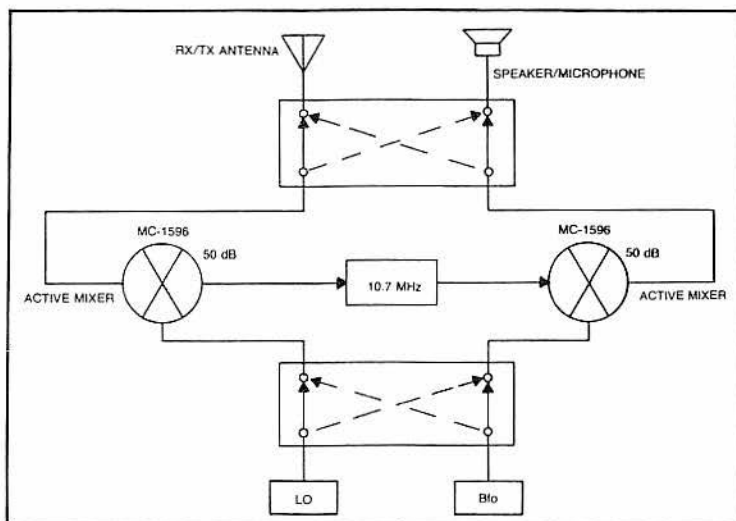 RX/TX ANTENNA
SPEAKER/MICROPHONE
MC-1596
50 dB
ACTIVE MIXER
10.7 MHz
MC-1596
50 dB
ACTIVE MIXER
LO
Bfo